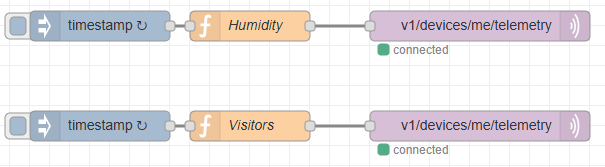 timestamp ↻
Humidity
v1/devices/me/telemetry
connected
timestamp ↻
Visitors
v1/devices/me/telemetry
connected